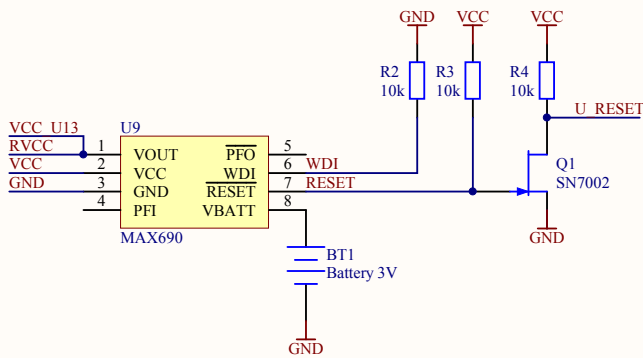 GND
VCC
VCC
R2
10k
R3
10k
R4
10k
U_RESET
VCC_U13
RVCC
VCC
GND
U9
1
2
3
4
VOUT
VCC
GND
PFI
PFO
WDI
RESET
VBATT
5
6
7
8
WDI
RESET
MAX690
Q1
SN7002
GND
BT1
Battery 3V
GND